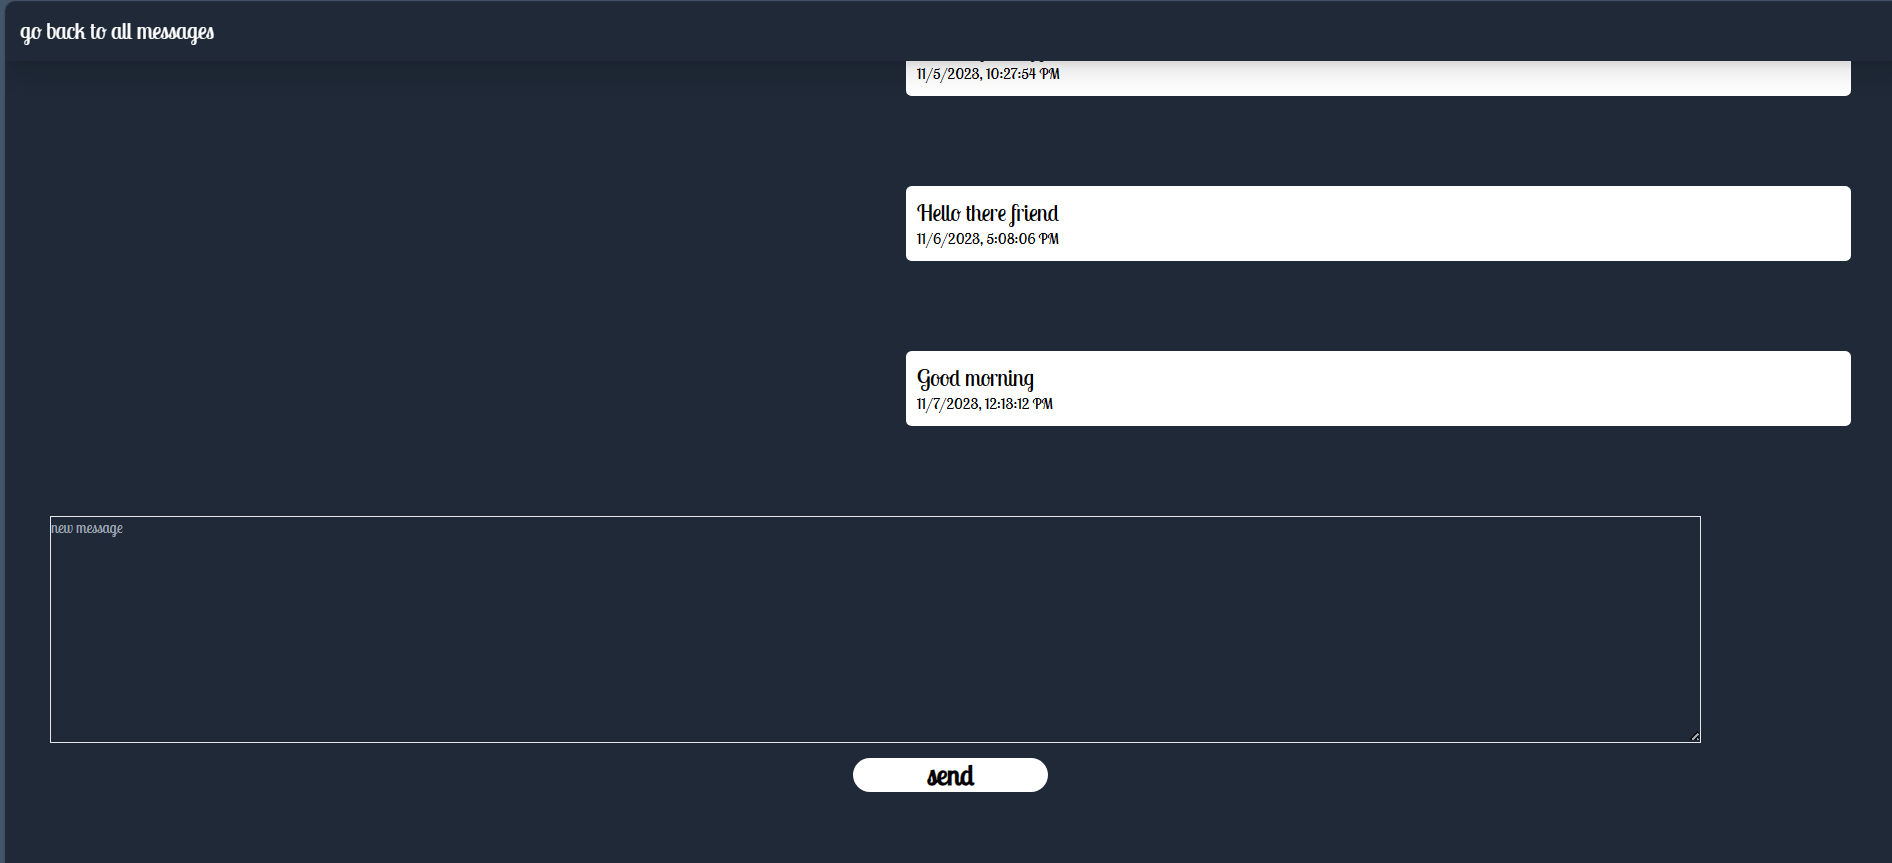 go back to all messages
11/5/2023, 10:27:54 PM
Hello there friend
11/6/2023, 5:08:06 PM
Good morning
11/7/2023, 12:13:12 PM
new message
send